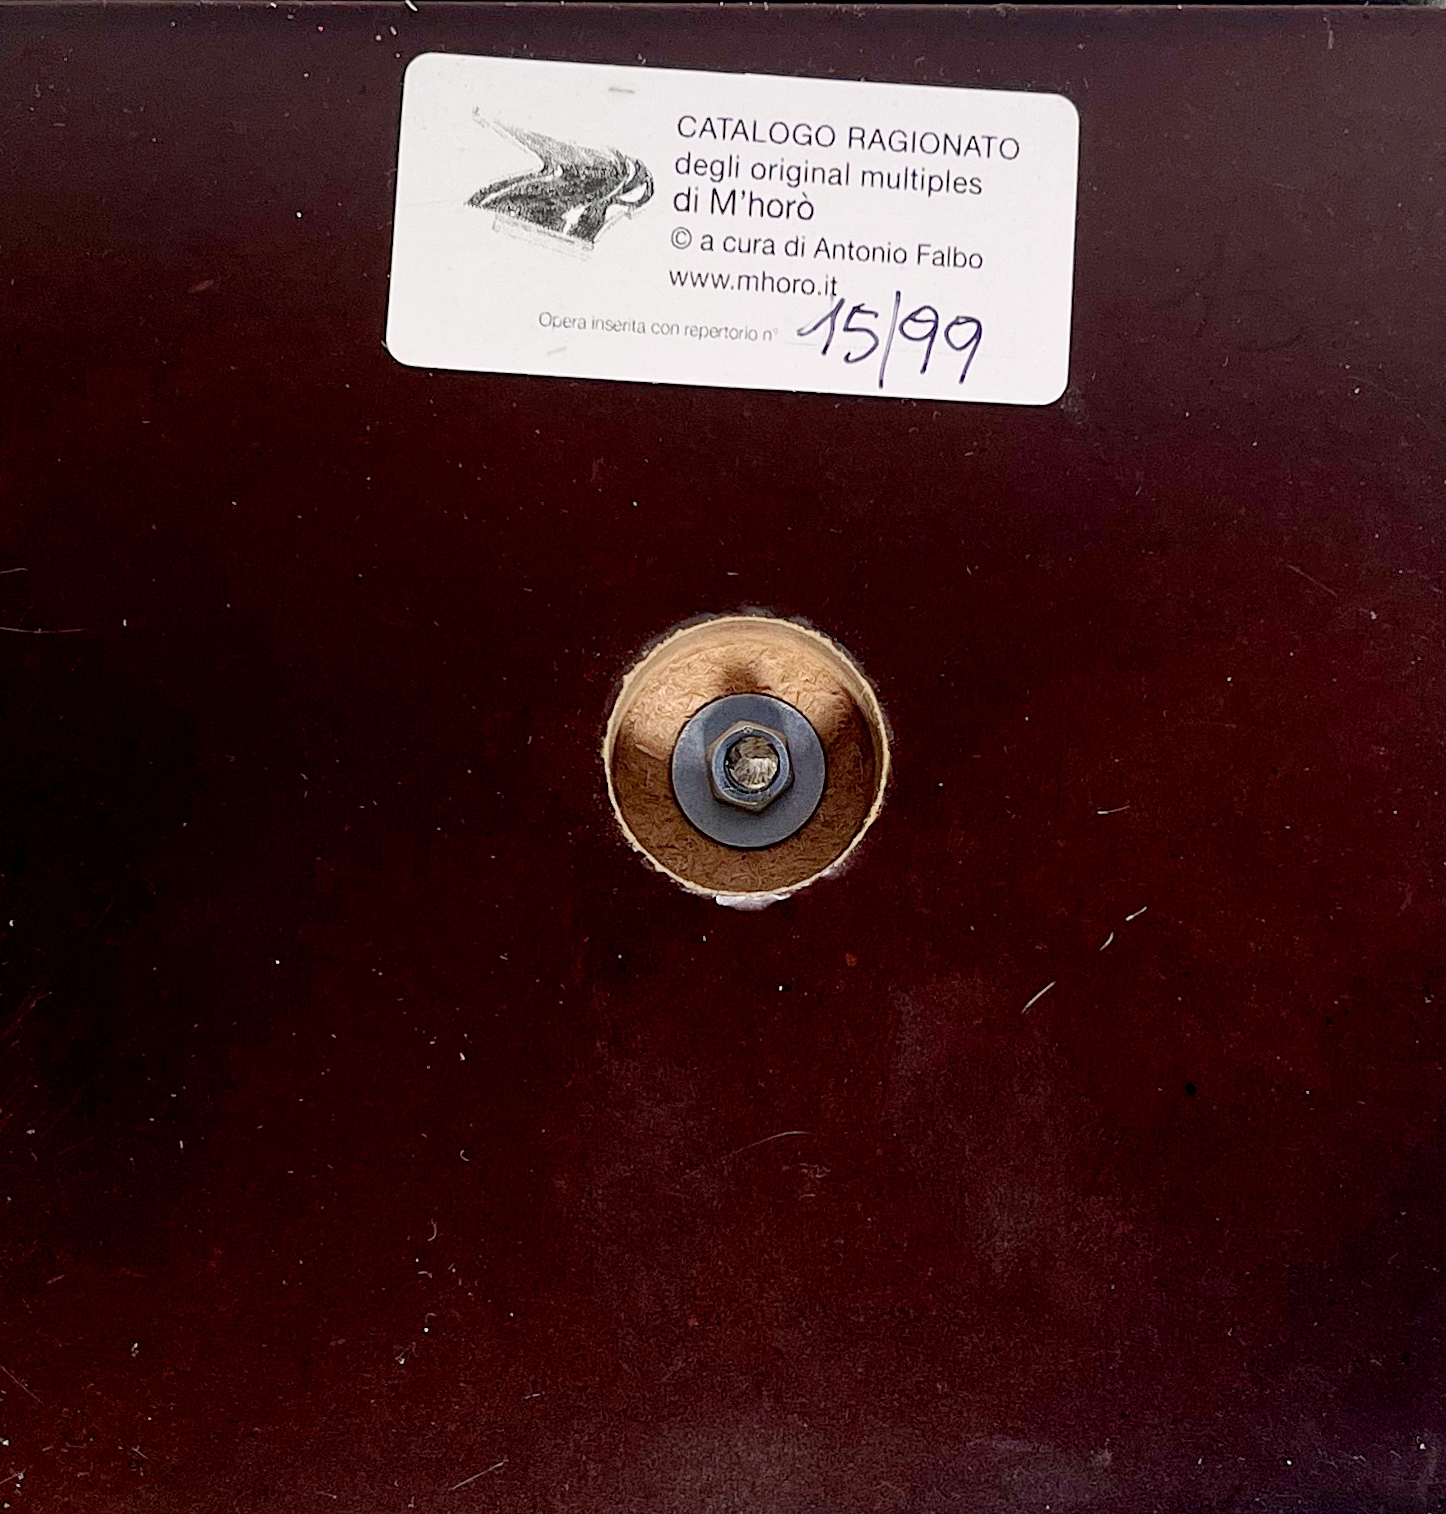 CATALOGO RAGIONATO
degli original multiples
di M'horò
© a cura di Antonio Falbo
www.mhoro.it
Opera inserita con repertorio n° 15/99